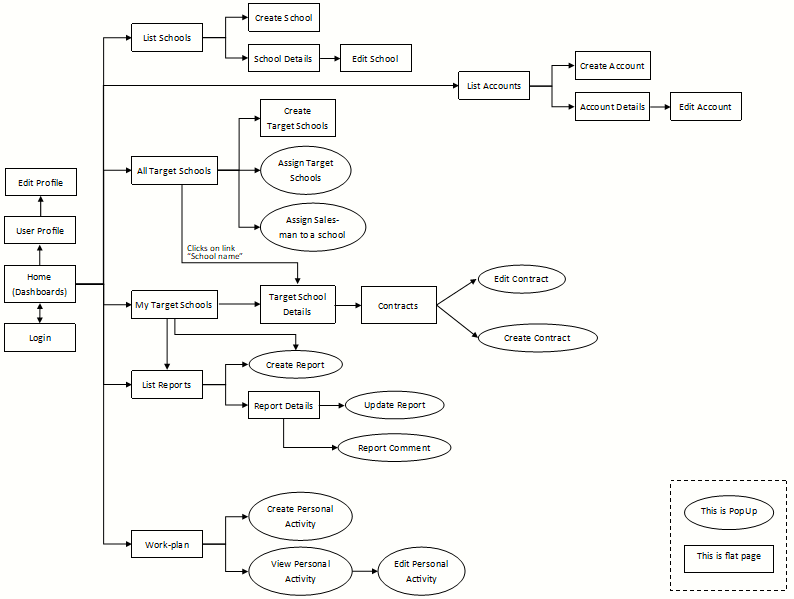 Create School
List Schools
School Details
Edit School
List Accounts
Create Account
Account Details
Edit Account
Create
Target Schools
All Target Schools
Assign Target
Schools
Assign Sales-
man to a school
Edit Profile
User Profile
Clicons on link
"School name"
Home
(Dashboards)
Login
My Target Schools
Target School
Details
Contracts
Edit Contract
Create Contract
Create Report
List Reports
Report Details
Update Report
Report Comment
Create Personal
Activity
Work-plan
View Personal
Activity
Edit Personal
Activity
This is PopUp
This is flat page